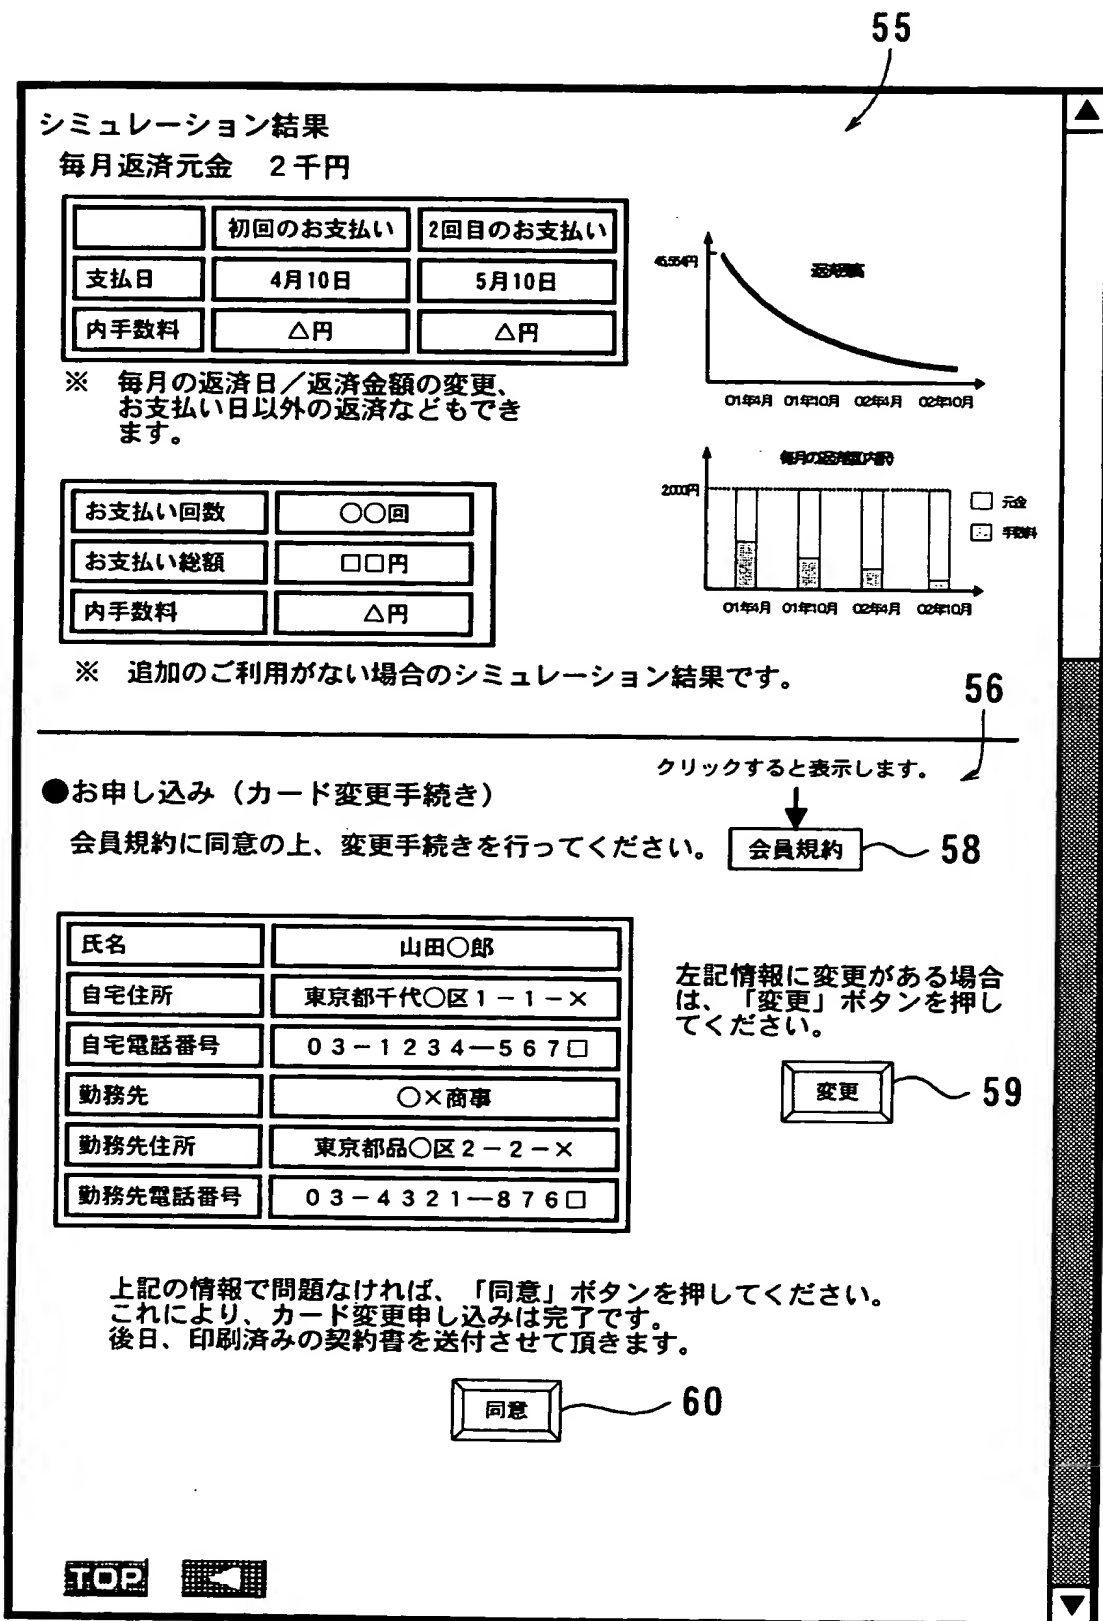 55
シミュレーション結果
毎月返済元金　２千円
初回のお支払い 2回目のお支払い
支払日 4月10日 5月10日
内手数料 △円 △円
※　毎月の返済日／返済金額の変更、
お支払い日以外の返済などもでき
ます。
01年4月 01年10月 02年4月 02年10月
お支払い回数 ○○回
お支払い総額 □□円
内手数料 △円
2,000円
元金
手数料
01年4月 01年10月 02年4月 02年10月
※　追加のご利用がない場合のシミュレーション結果です。
56
クリックすると表示します。
●お申し込み（カード変更手続き）
会員規約に同意の上、変更手続きを行ってください。 会員規約 58
氏名 山田○郎
自宅住所 東京都千代○区１－１－×
自宅電話番号 ０３－１２３４―５６７□
勤務先 ○×商事
勤務先住所 東京都品○区２－２－×
勤務先電話番号 ０３－４３２１―８７６□
左記情報に変更がある場合
は、「変更」ボタンを押し
てください。
変更 59
上記の情報で問題なければ、「同意」ボタンを押してください。
これにより、カード変更申し込みは完了です。
後日、印刷済みの契約書を送付させて頂きます。
同意 60
TOP